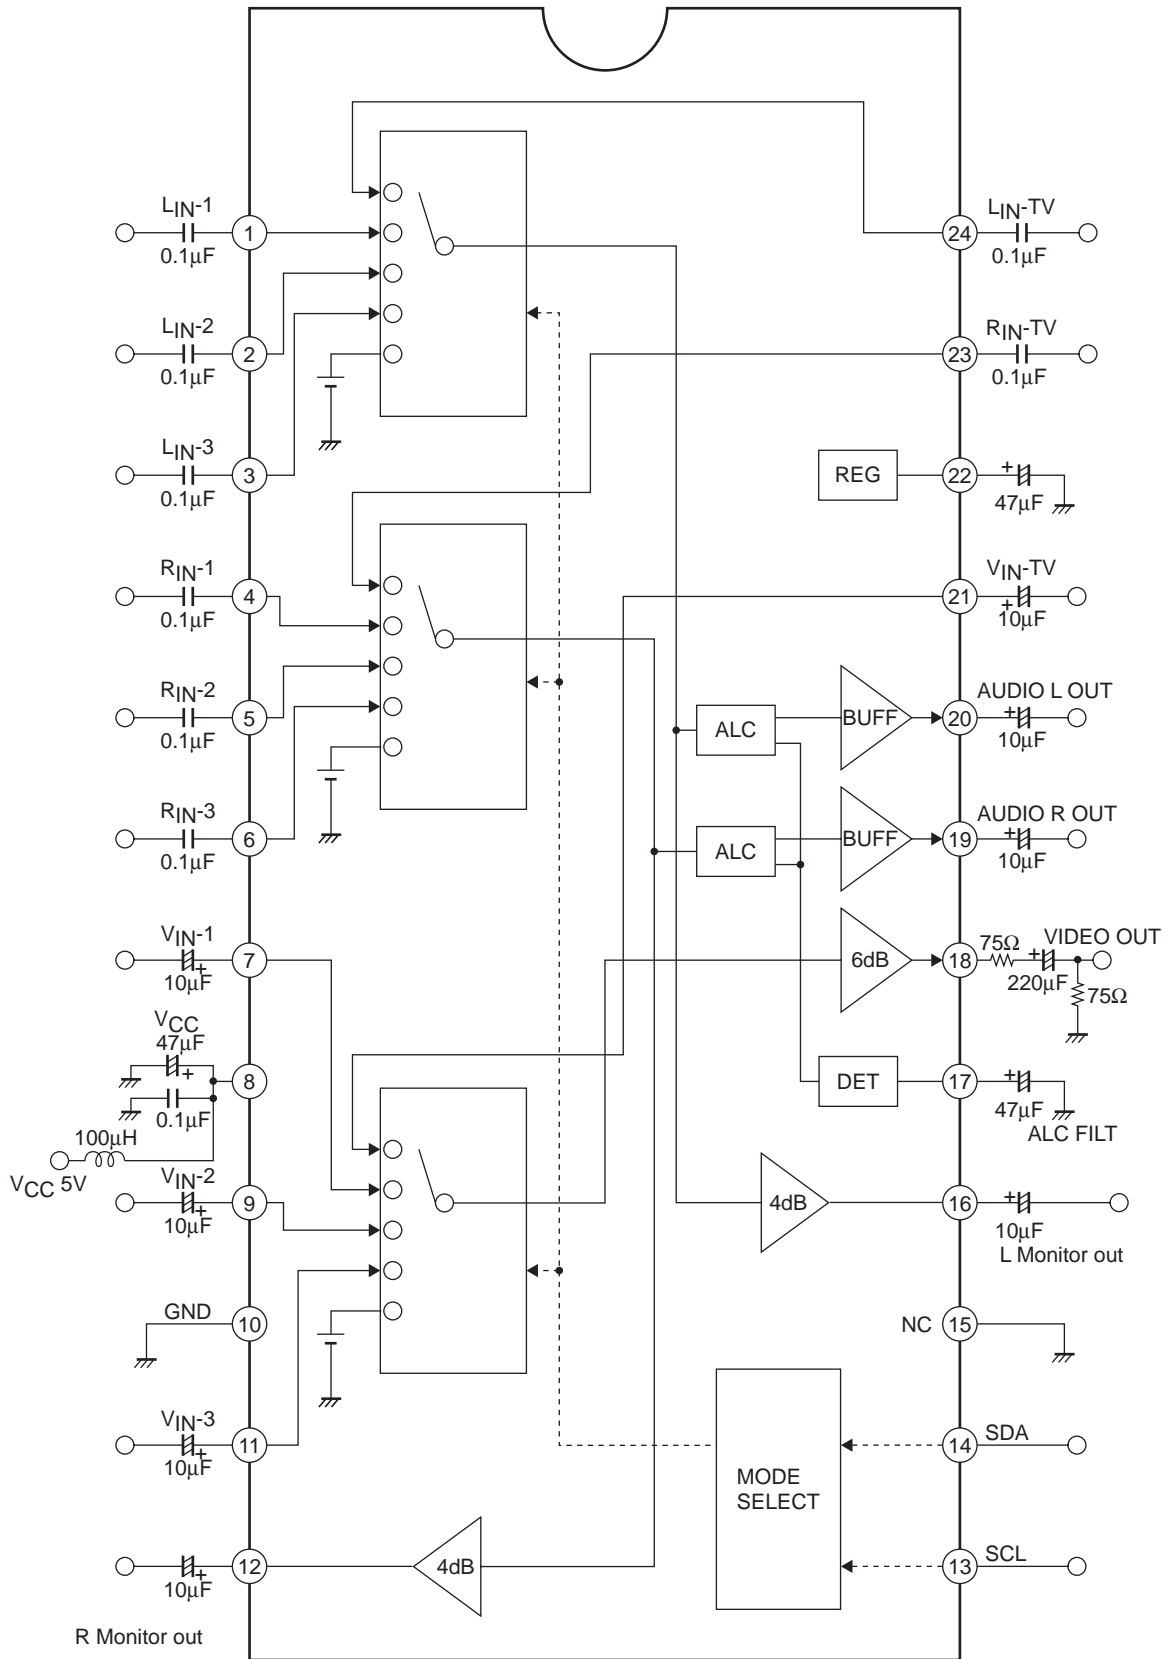 LIN-1
1
0.1µF
LIN-2
2
0.1µF
LIN-3
3
0.1µF
RIN-1
4
0.1µF
RIN-2
5
0.1µF
RIN-3
6
0.1µF
VIN-1
7
10µF
VCC
47µF
8
0.1µF
100µH
VCC 5V
VIN-2
9
10µF
GND
10
VIN-3
11
10µF
12
10µF
R Monitor out
4dB
LIN-TV
24
0.1µF
RIN-TV
23
0.1µF
REG
22
47µF
VIN-TV
21
10µF
ALC
BUFF
20
AUDIO L OUT
10µF
ALC
BUFF
19
AUDIO R OUT
10µF
6dB
18
75Ω
VIDEO OUT
220µF
75Ω
DET
17
47µF
ALC FILT
4dB
16
10µF
L Monitor out
NC
15
MODE
SELECT
14
SDA
13
SCL